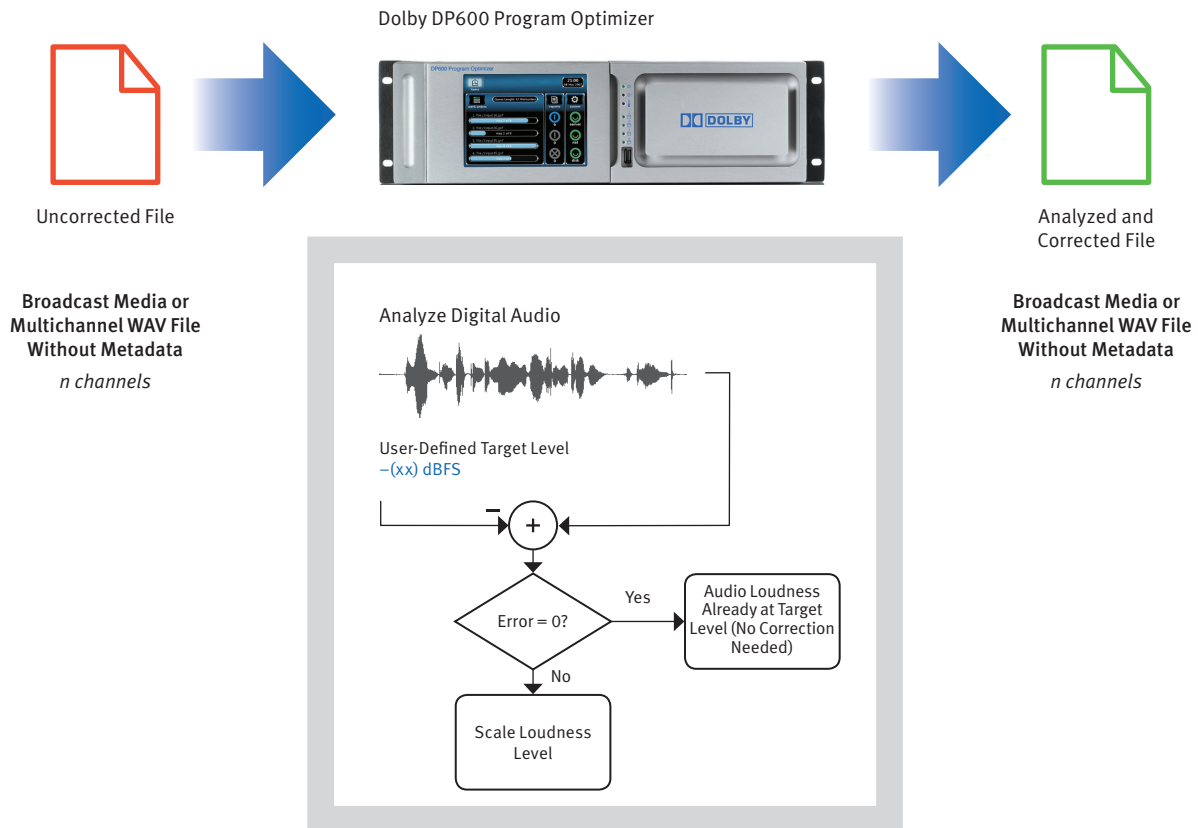 Dolby DP600 Program Optimizer
DP600 Program Optimizer
DOLBY
Uncorrected File
Broadcast Media or
Multichannel WAV File
Without Metadata
n channels
Analyzed and
Corrected File
Broadcast Media or
Multichannel WAV File
Without Metadata
n channels
Analyze Digital Audio
User-Defined Target Level
–(xx) dBFS
–
+
Error = 0?
Yes
Audio Loudness
Already at Target
Level (No Correction
Needed)
No
Scale Loudness
Level